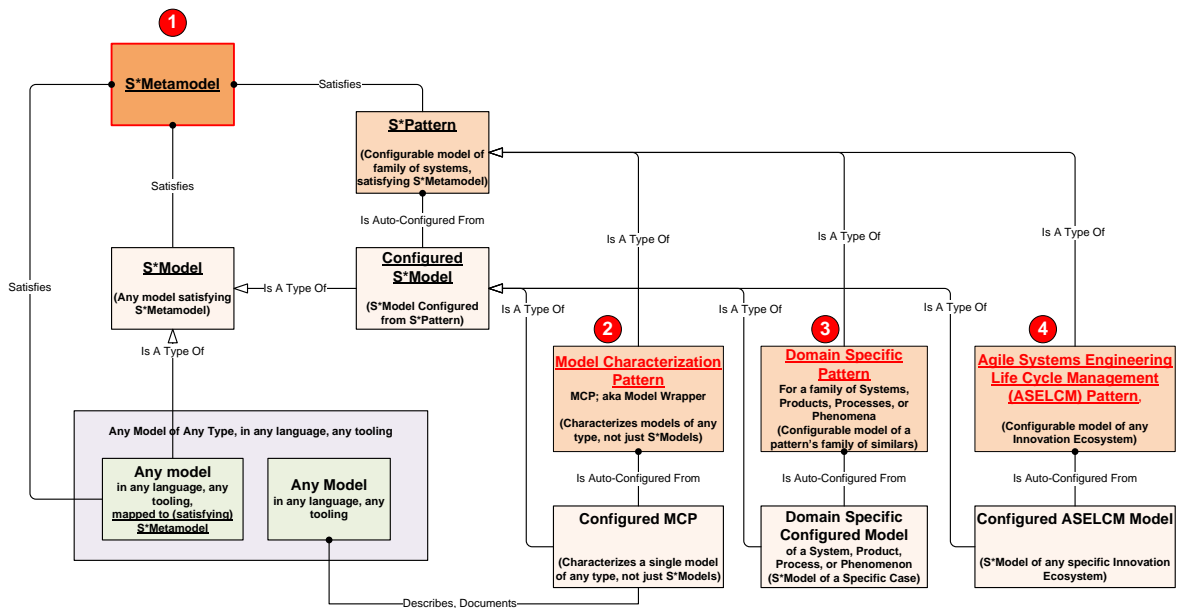 1
S*Metamodel
Satisfies
S*Pattern
(Configurable model of
family of systems,
satisfying S*Metamodel)
Satisfies
Is Auto-Configured From
Is A Type Of
Is A Type Of
Is A Type Of
S*Model
(Any model satisfying
S*Metamodel)
Is A Type Of
Configured
S*Model
(S*Model Configured
from S*Pattern)
Satisfies
Is A Type Of
Is A Type Of
Is A Type Of
Is A Type Of
2
Model Characterization
Pattern
MCP; aka Model Wrapper
(Characterizes models of any
type, not just S*Models)
3
Domain Specific
Pattern
For a family of Systems,
Products, Processes, or
Phenomena
(Configurable model of a
pattern's family of similars)
4
Agile Systems Engineering
Life Cycle Management
(ASELCM) Pattern,
(Configurable model of any
Innovation Ecosystem)
Any Model of Any Type, in any language, any tooling
Any model
in any language, any
tooling,
mapped to (satisfying)
S*Metamodel
Any Model
in any language, any
tooling
Is Auto-Configured From
Is Auto-Configured From
Is Auto-Configured From
Configured MCP
(Characterizes a single model
of any type, not just S*Models)
Domain Specific
Configured Model
of a System, Product,
Process, or Phenomenon
(S*Model of a Specific Case)
Configured ASELCM Model
(S*Model of any specific Innovation
Ecosystem)
Describes, Documents